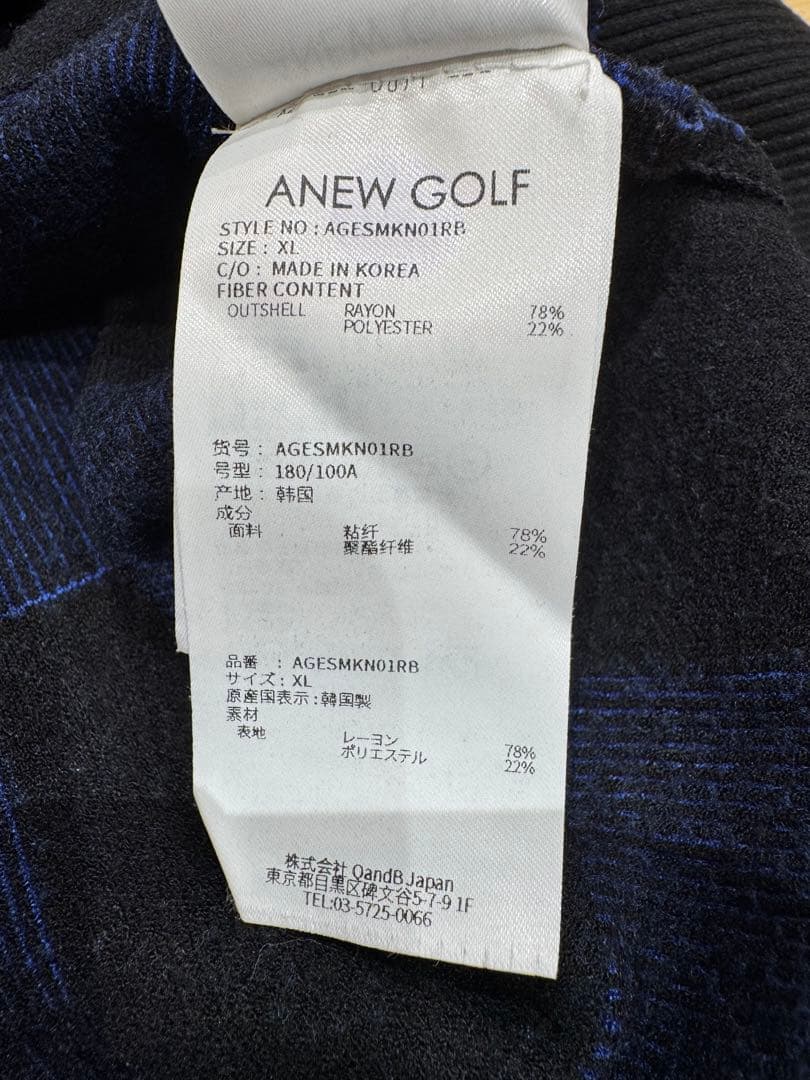 ANEW GOLF
STYLE NO : AGESMKN01RB
SIZE : XL
C/O : MADE IN KOREA
FIBER CONTENT
OUTSHELL RAYON 78%
POLYESTER 22%
货号 : AGESMKN01RB
号型 : 180/100A
产地 : 韩国
成分
面料 粘纤 78%
聚酯纤维 22%
品番 : AGESMKN01RB
サイズ : XL
原産国表示 : 韓国製
素材
表地 レーヨン 78%
ポリエステル 22%
株式会社 QandB Japan
東京都目黒区碑文谷5-7-9 1F
TEL:03-5725-0066